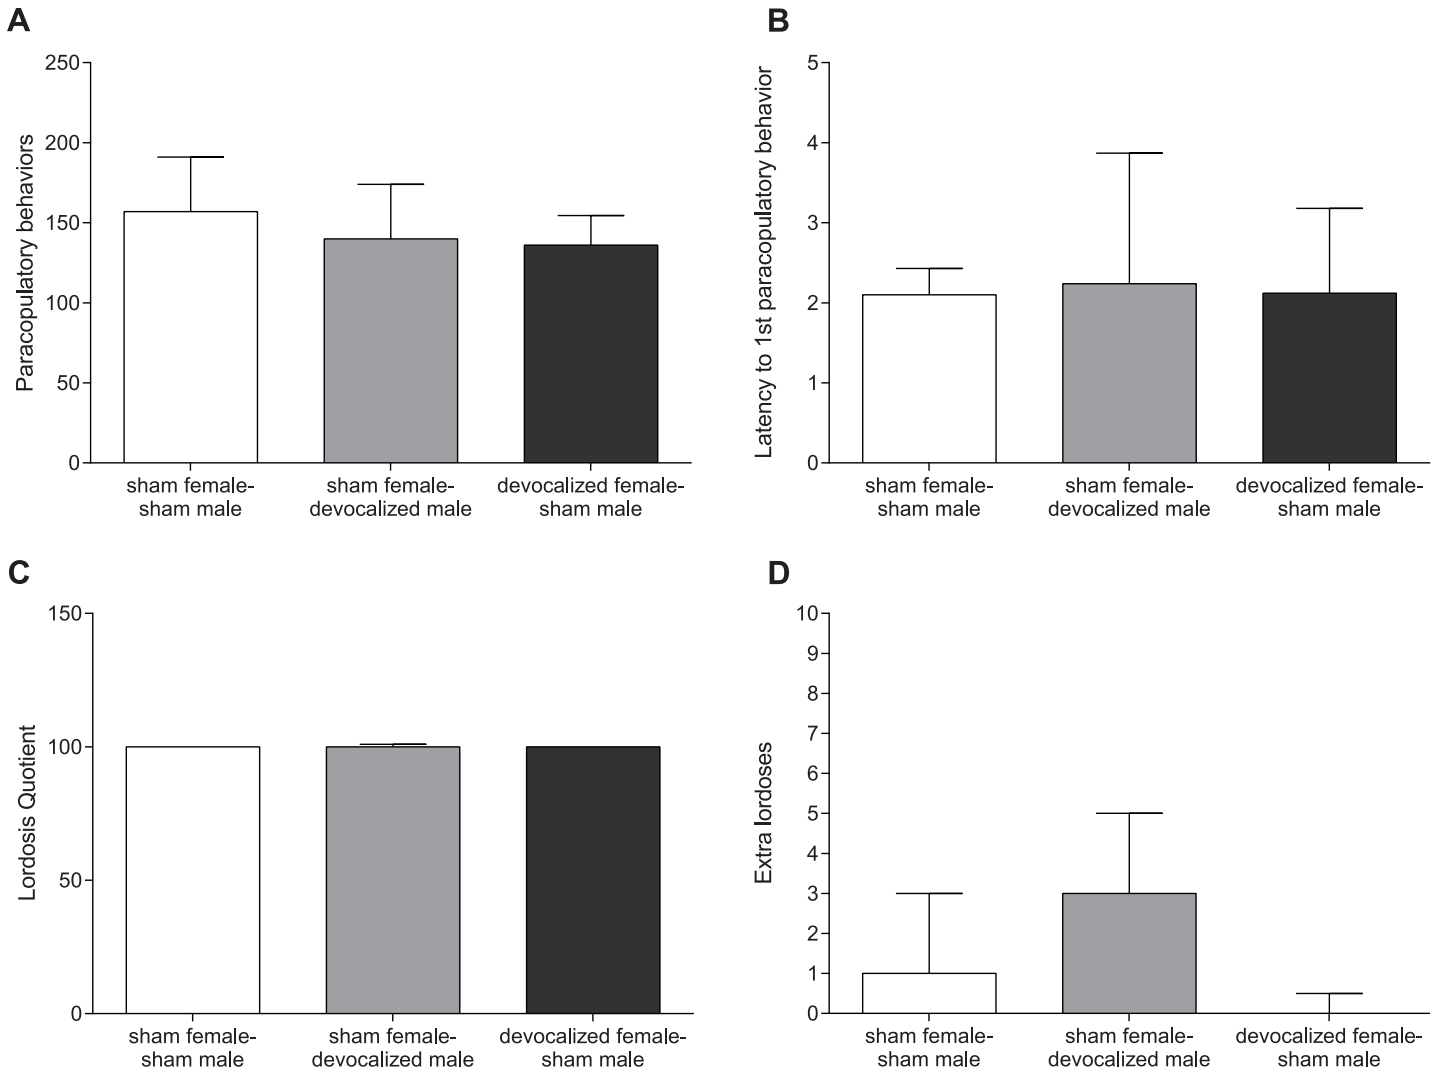 A
Paracopulatory behaviors
250
200
150
100
50
0
sham female-
sham male
sham female-
devocalized male
devocalized female-
sham male
B
Latency to 1st paracopulatory behavior
5
4
3
2
1
0
sham female-
sham male
sham female-
devocalized male
devocalized female-
sham male
C
Lordosis Quotient
150
100
50
0
sham female-
sham male
sham female-
devocalized male
devocalized female-
sham male
D
Extra lordoses
10
9
8
7
6
5
4
3
2
1
0
sham female-
sham male
sham female-
devocalized male
devocalized female-
sham male